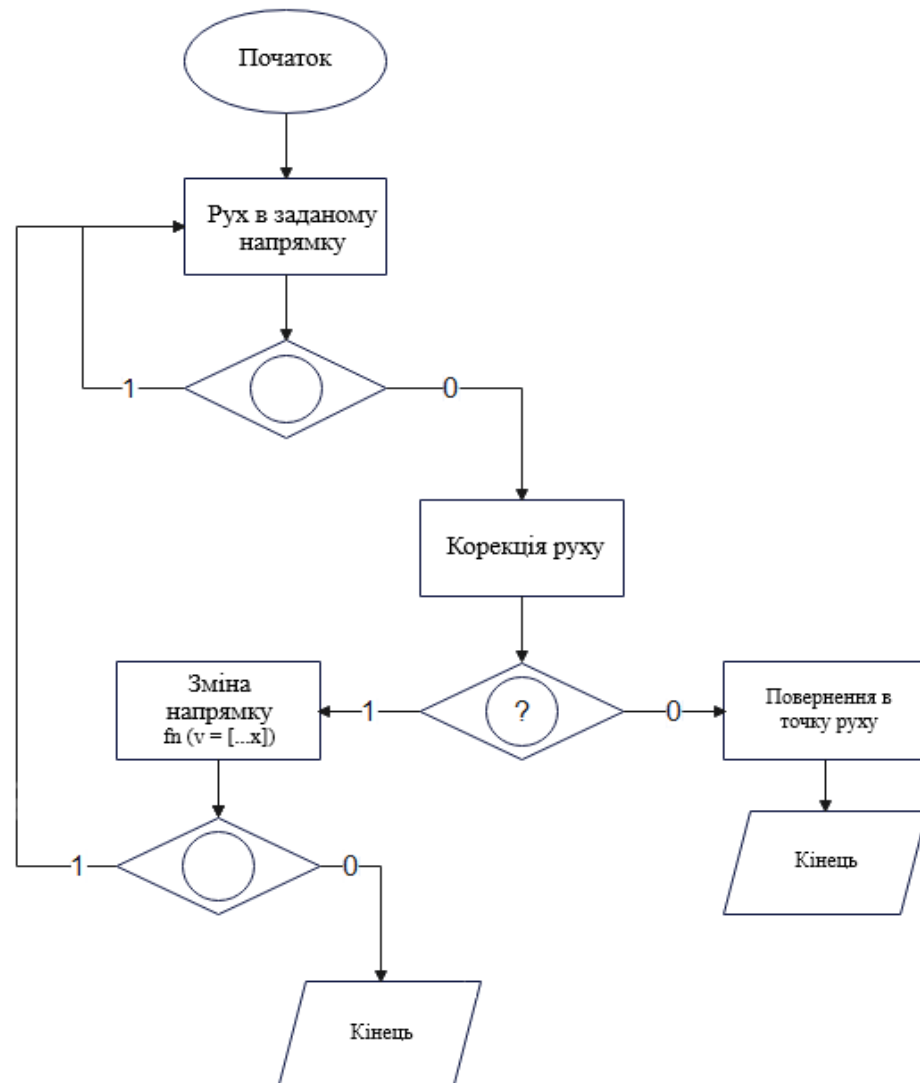 Початок
Рух в заданому
напрямку
1
0
Корекція руху
Зміна
напрямку
fn (v = [...x])
1
?
0
Повернення в
точку руху
1
0
Кінець
Кінець